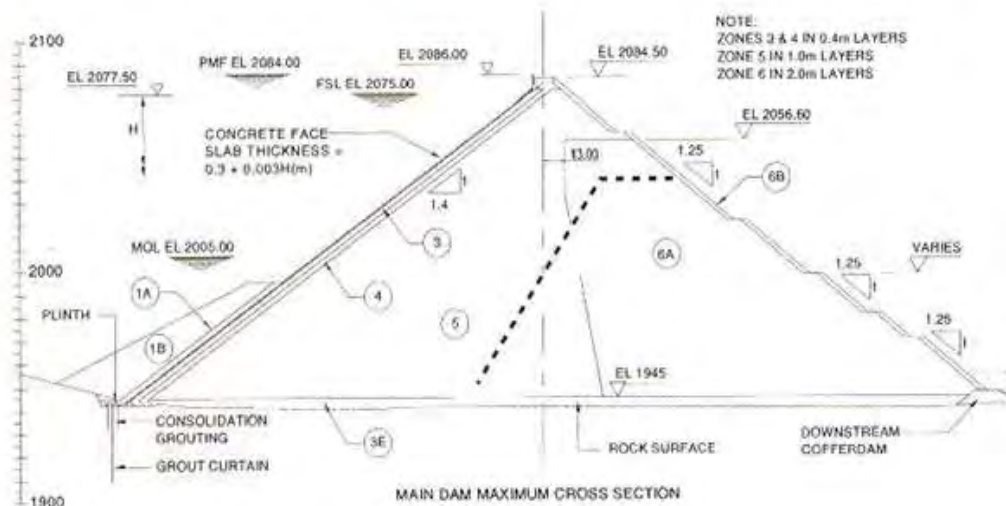 NOTE:
ZONES 3 & 4 IN 0.4m LAYERS
ZONE 5 IN 1.0m LAYERS
ZONE 6 IN 2.0m LAYERS
2100
EL 2077.50
PMF EL 2084.00
FSL EL 2075.00
EL 2086.00
EL 2084.50
EL 2056.60
H
CONCRETE FACE
SLAB THICKNESS =
0.3 + 0.003H(m)
13.00
1.25
1
6B
1.4
1
3
MOL EL 2005.00
2000
6A
VARIES
1.25
1
1A
4
PLINTH
5
1B
1.25
1
EL 1945
CONSOLIDATION
GROUTING
3E
ROCK SURFACE
DOWNSTREAM
COFFERDAM
GROUT CURTAIN
MAIN DAM MAXIMUM CROSS SECTION
1900